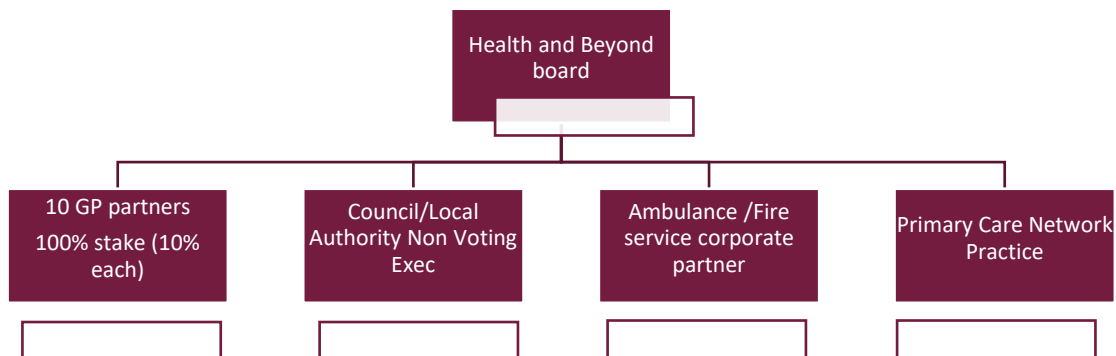 Health and Beyond
board
10 GP partners
100% stake (10%
each)
Council/Local
Authority Non Voting
Exec
Ambulance /Fire
service corporate
partner
Primary Care Network
Practice